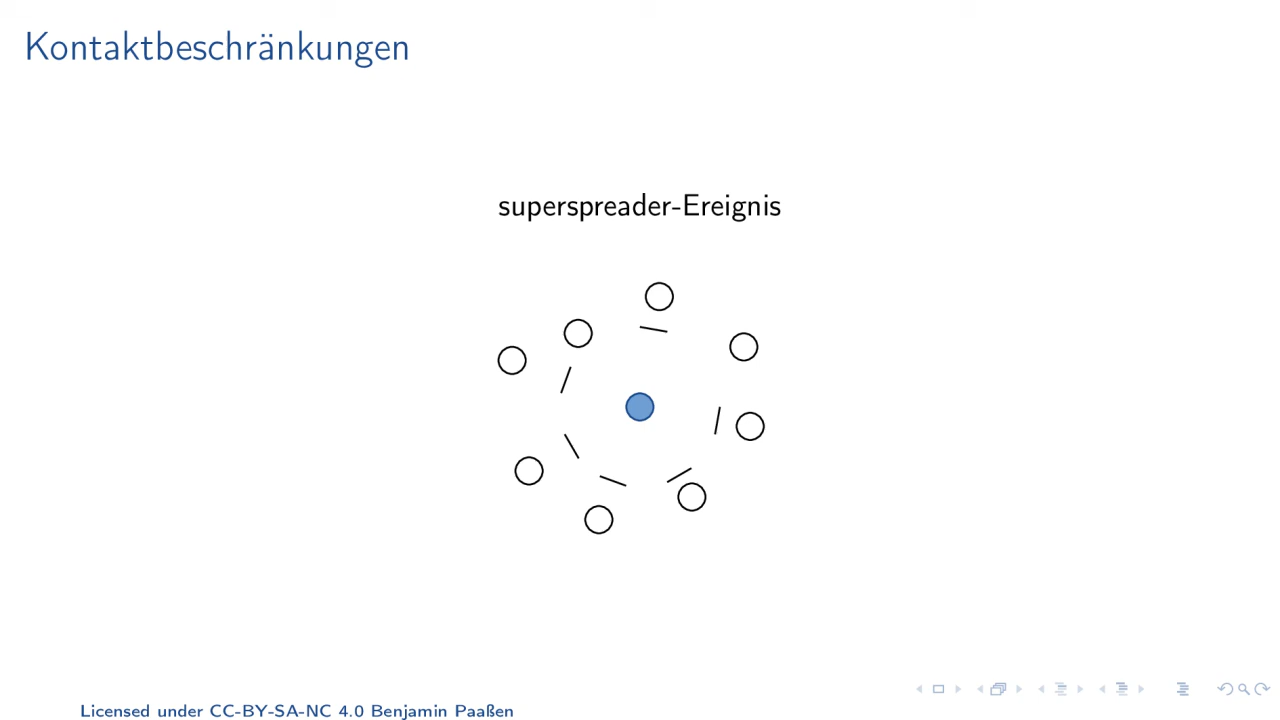 Kontaktbeschränkungen
superspreader-Ereignis
Licensed under CC-BY-SA-NC 4.0 Benjamin Paaßen